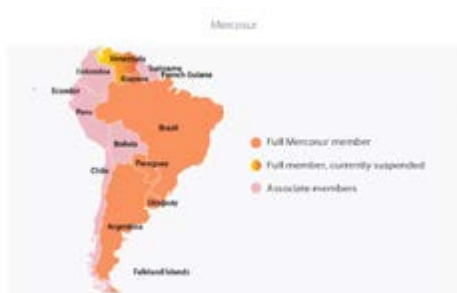 Mercosur
Venezuela
Colombia
Suriname
Guyana
French Guiana
Ecuador
Peru
Brazil
Bolivia
Chile
Paraguay
Uruguay
Argentina
Falkland Islands
Full Mercosur member
Full member, currently suspended
Associate members